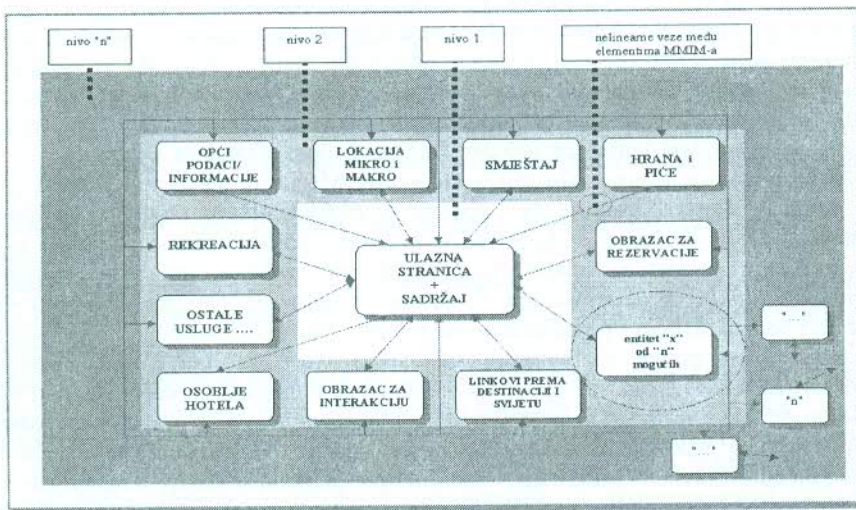 nivo "n"
nivo 2
nivo 1
nelinearne veze među
elementima MMIM-a
OPĆI
PODACI/
INFORMACIJE
LOKACIJA
MIKRO i
MAKRO
SMJEŠTAJ
HRANA i
PIĆE
REKREACIJA
ULAZNA
STRANICA
+
SADRŽAJ
OBRAZAC ZA
REZERVACIJE
OSTALE
USLUGE ....
entitet "x"
od "n"
mogućih
"..."
OSOBLJE
HOTELA
OBRAZAC ZA
INTERAKCIJU
LINKOVI PREMA
DESTINACIJI I
SVIJETU
"n"
"..."